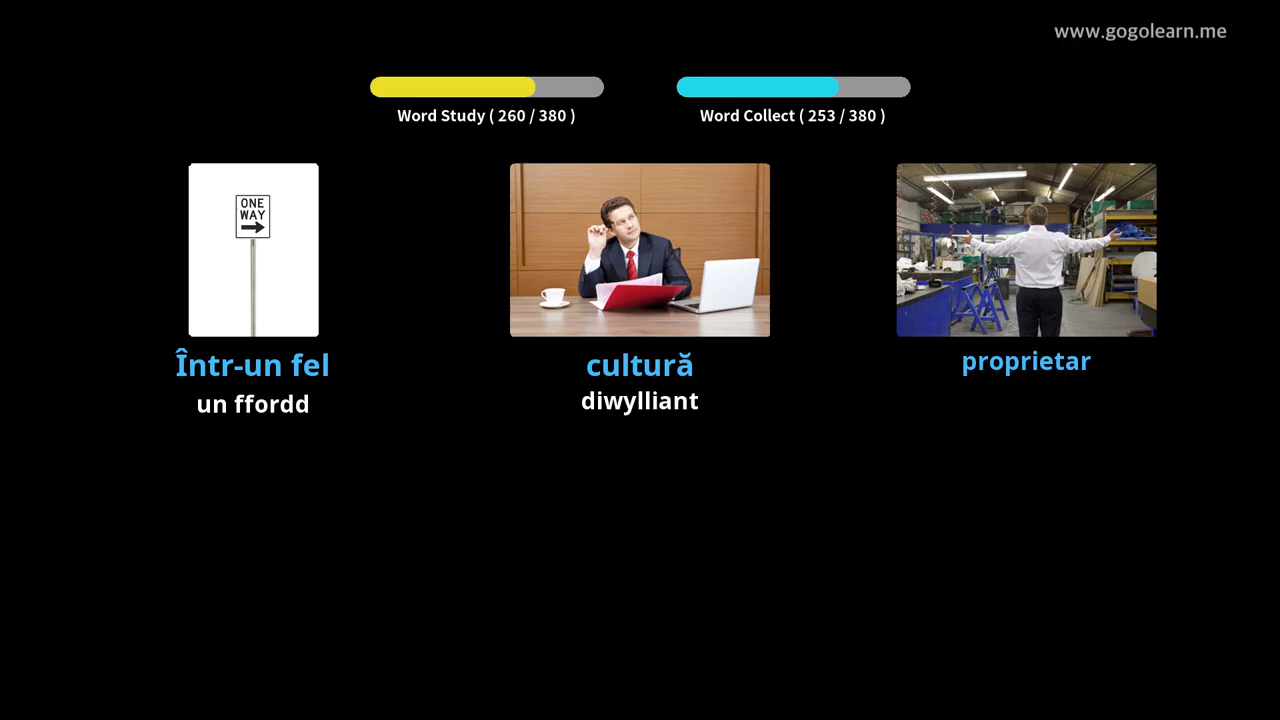 www.gogolearn.me
Word Study ( 260 / 380 )
Word Collect ( 253 / 380 )
ONE
WAY
Într-un fel
un ffordd
cultură
diwylliant
proprietar